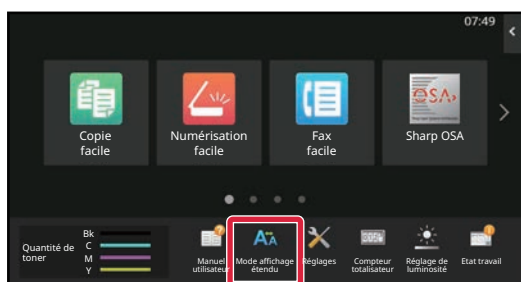 07:49
Copie
facile
Numérisation
facile
Fax
facile
OSA
Sharp OSA
Quantité de
toner
Bk
C
M
Y
Manuel
utilisateur
AA
Mode affichage
étendu
Réglages
Compteur
totalisateur
Réglage de
luminosité
Etat travail